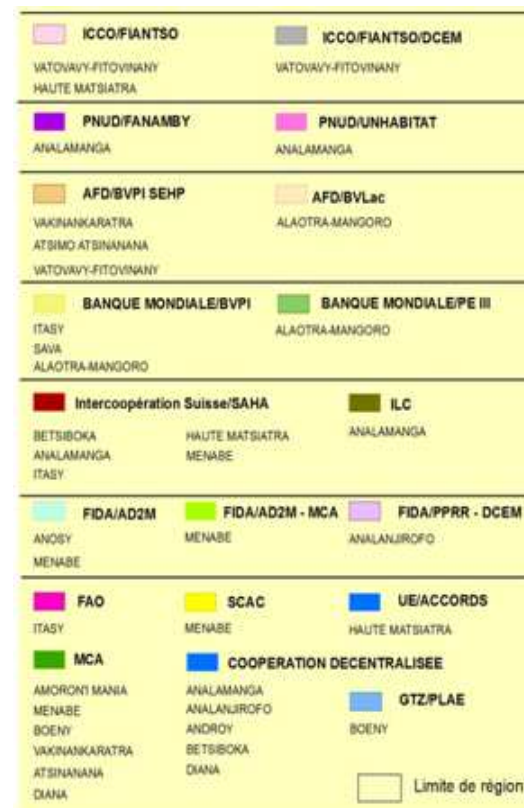 ICCO/FIANTSO
VATOVAVY-FITOVINANY
HAUTE MATSIATRA
ICCO/FIANTSO/DCEM
VATOVAVY-FITOVINANY
PNUD/FANAMBY
ANALAMANGA
PNUD/UNHABITAT
ANALAMANGA
AFD/BVPI SEHP
VAKINANKARATRA
ATSIMO ATSINANANA
VATOVAVY-FITOVINANY
AFD/BVLac
ALAOTRA-MANGORO
BANQUE MONDIALE/BVPI
ITASY
SAVA
ALAOTRA-MANGORO
BANQUE MONDIALE/PE III
ALAOTRA-MANGORO
Intercoopération Suisse/SAHA
BETSIBOKA
ANALAMANGA
ITASY
HAUTE MATSIATRA
MENABE
ILC
ANALAMANGA
FIDA/AD2M
ANOSY
MENABE
FIDA/AD2M - MCA
MENABE
FIDA/PPRR - DCEM
ANALANJIROFO
FAO
ITASY
SCAC
MENABE
UE/ACCORDS
HAUTE MATSIATRA
MCA
AMORON'I MANIA
MENABE
BOENY
VAKINANKARATRA
ATSINANANA
DIANA
COOPERATION DECENTRALISEE
ANALAMANGA
ANALANJIROFO
ANDROY
BETSIBOKA
DIANA
GTZ/PLAE
BOENY
Limite de région